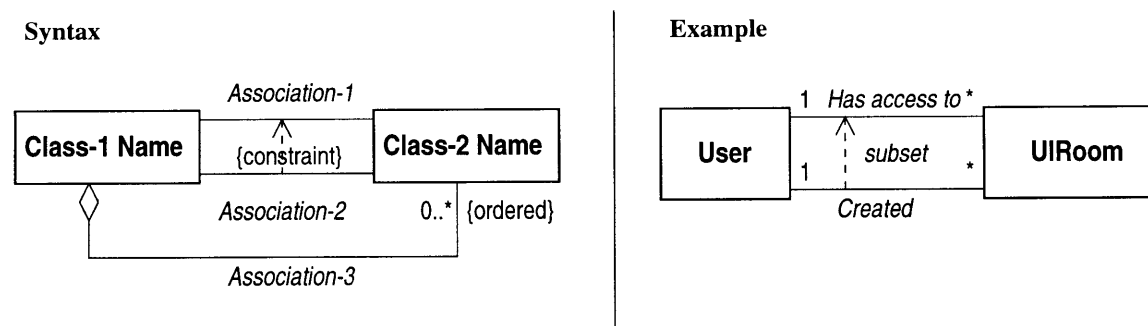 Syntax
Association-1
Class-1 Name
{constraint}
Class-2 Name
Association-2
0..* {ordered}
Association-3
Example
1 Has access to *
User
subset
UIRoom
1 *
Created